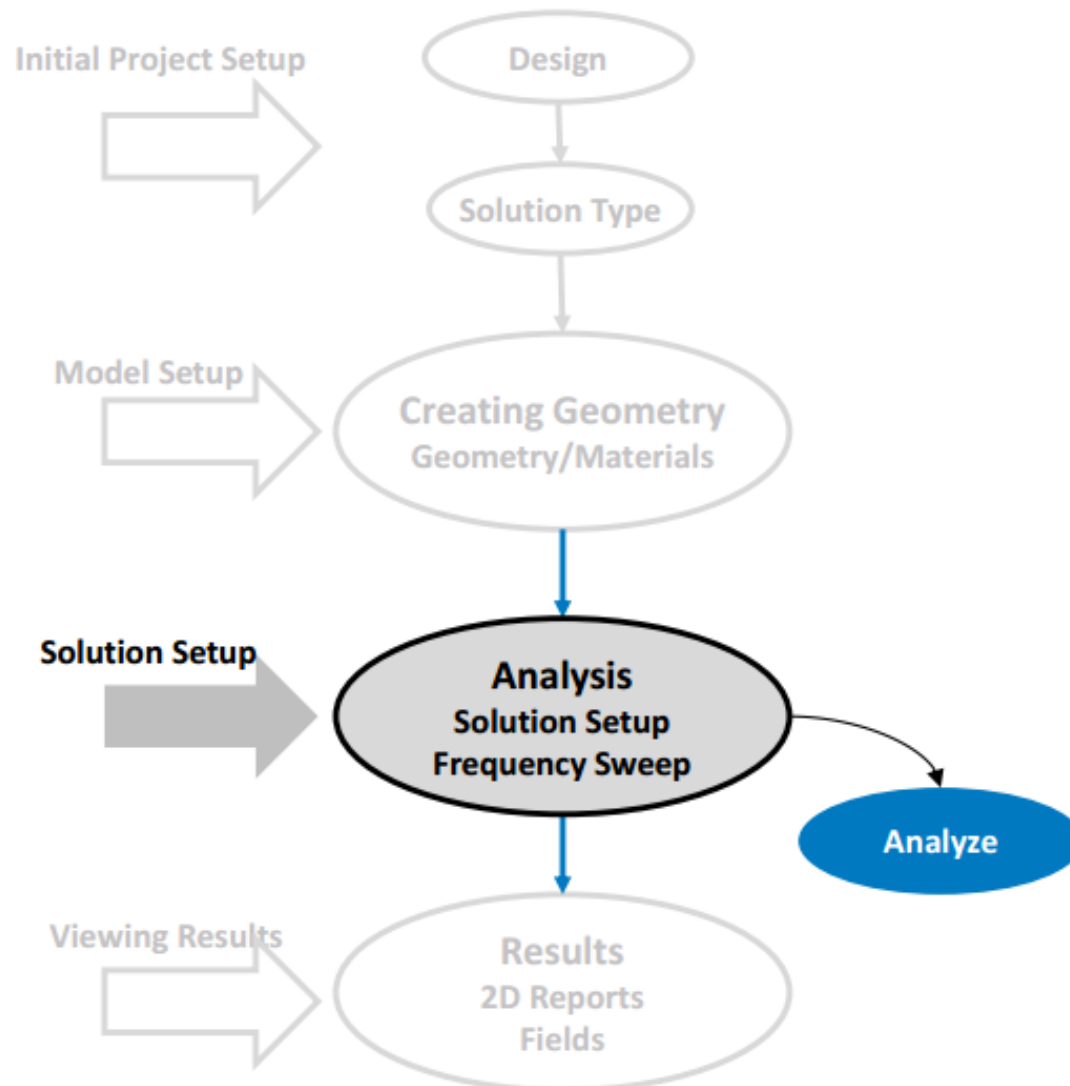 Initial Project Setup
Design
Solution Type
Model Setup
Creating Geometry
Geometry/Materials
Solution Setup
Analysis
Solution Setup
Frequency Sweep
Analyze
Viewing Results
Results
2D Reports
Fields